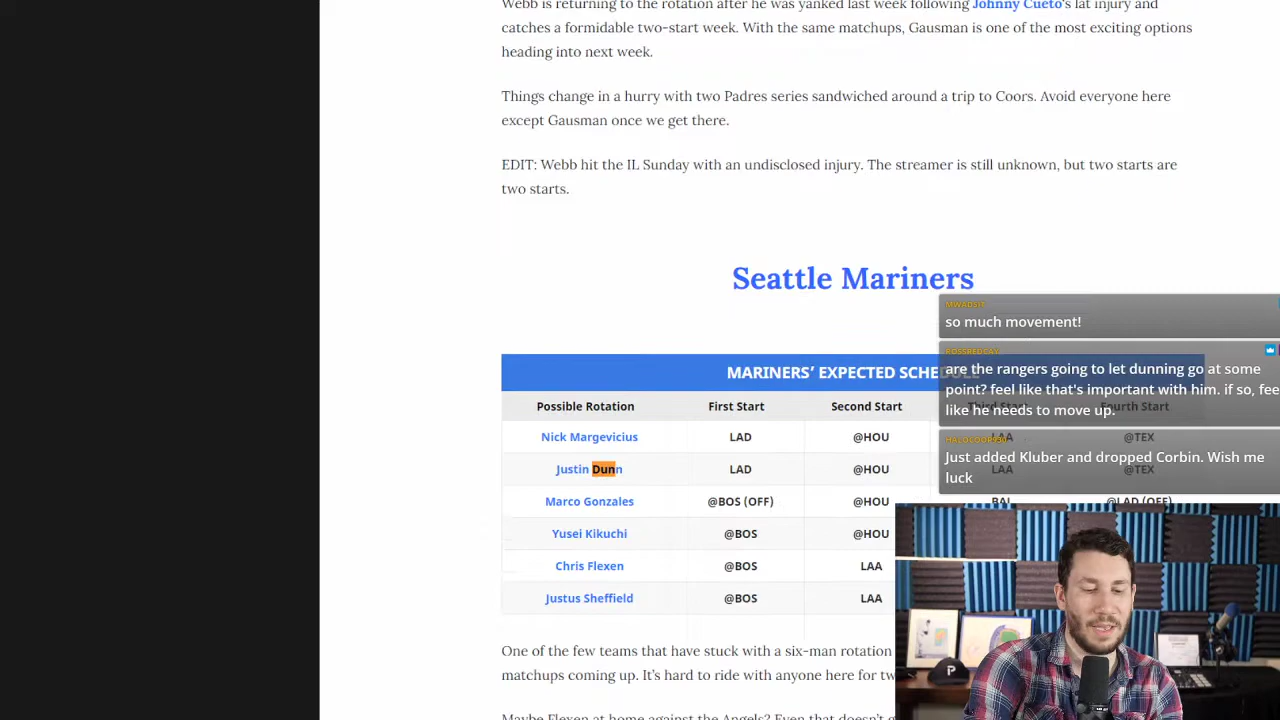 Webb is returning to the rotation after he was yanked last week following Johnny Cueto's lat injury and
catches a formidable two-start week. With the same matchups, Gausman is one of the most exciting options
heading into next week.
Things change in a hurry with two Padres series sandwiched around a trip to Coors. Avoid everyone here
except Gausman once we get there.
EDIT: Webb hit the IL Sunday with an undisclosed injury. The streamer is still unknown, but two starts are
two starts.
Seattle Mariners
MARINERS' EXPECTED SCHEDULE
Possible Rotation First Start Second Start Third Start Fourth Start
Nick Margevicius LAD @HOU LAA @TEX
Justin Dunn LAD @HOU LAA @TEX
Marco Gonzales @BOS (OFF) @HOU BAL @LAD (OFF)
Yusei Kikuchi @BOS @HOU
Chris Flexen @BOS LAA
Justus Sheffield @BOS LAA
One of the few teams that have stuck with a six-man rotation
matchups coming up. It's hard to ride with anyone here for
Maybe Flexen at home against the Angels? Even that doesn't
so much movement!
are the rangers going to let dunning go at some
point? feel like that's important with him. if so, fee
like he needs to move up.
Just added Kluber and dropped Corbin. Wish me
luck
P